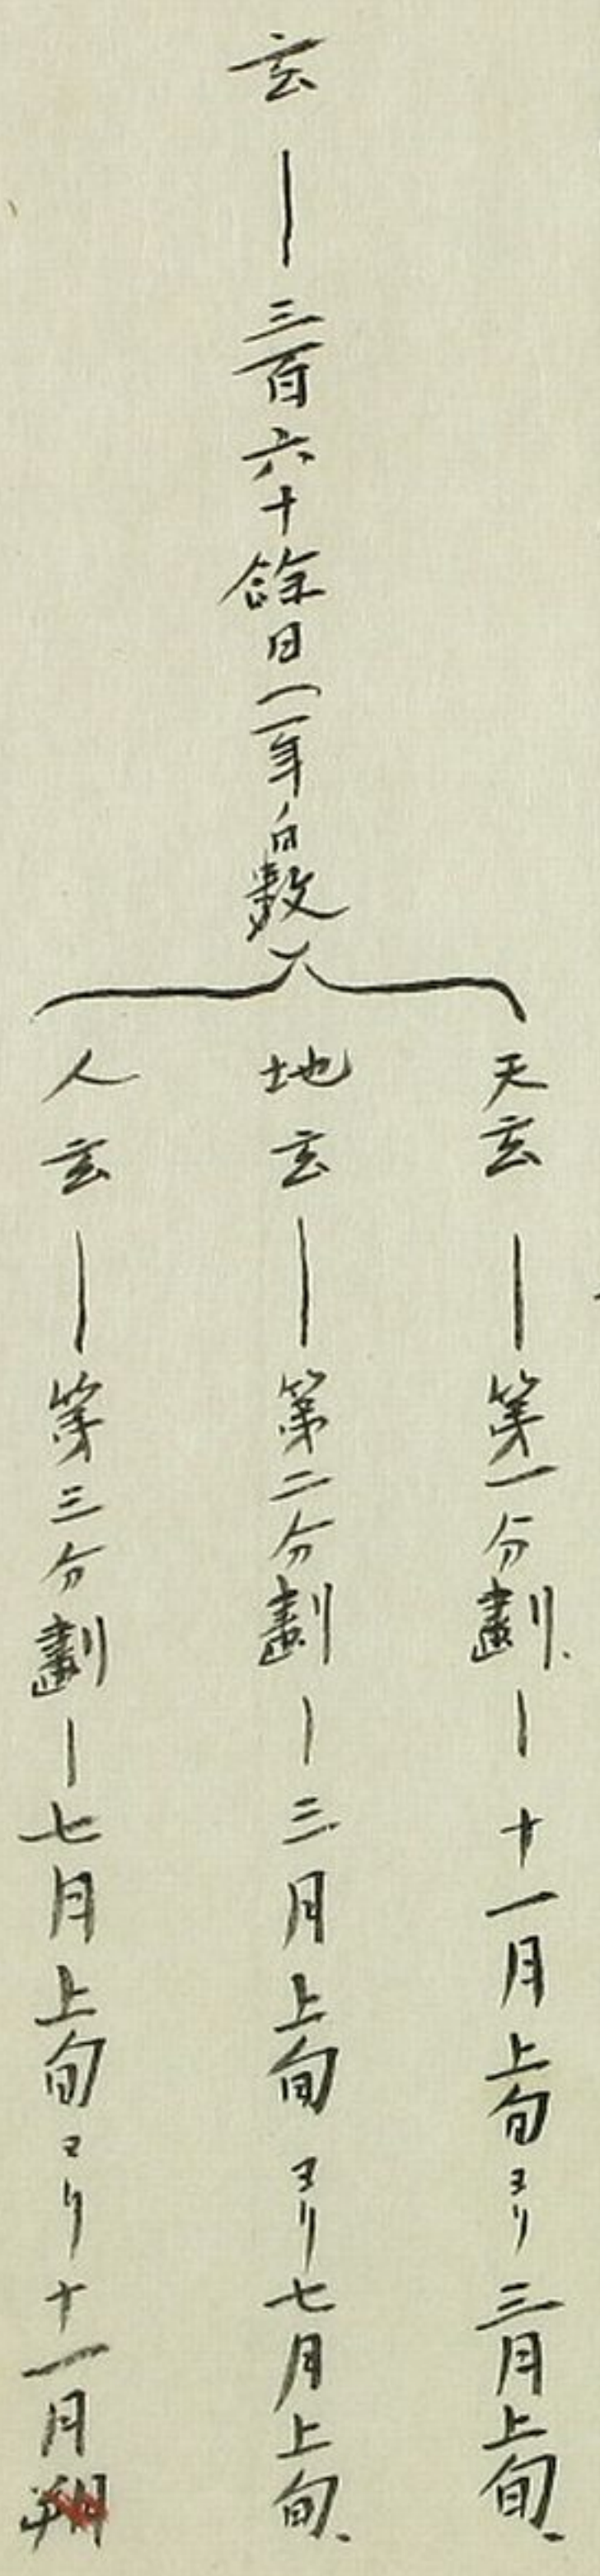 玄—三百六十餘日(一年ノ日數
天玄—第一分劃—十一月上旬ヨリ三月上旬
地玄—第二分劃—三月上旬ヨリ七月上旬
人玄—第三分劃—七月上旬ヨリ十一月朔